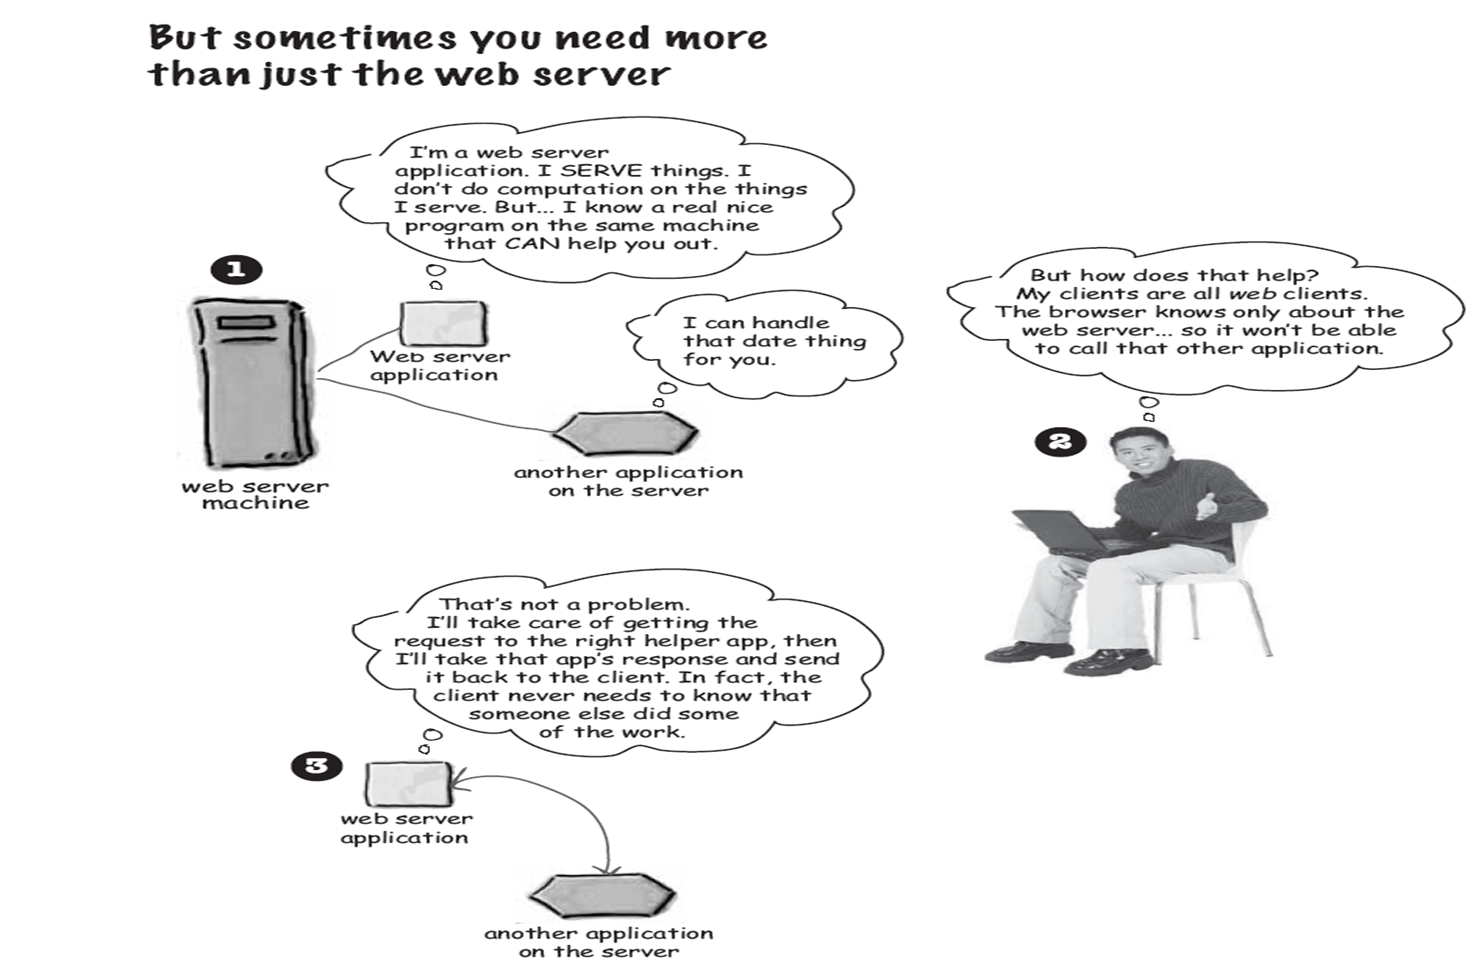 But sometimes you need more
than just the web server
I'm a web server
application. I SERVE things. I
don't do computation on the things
I serve. But... I know a real nice
program on the same machine
that CAN help you out.
1
Web server
application
I can handle
that date thing
for you.
another application
on the server
web server
machine
But how does that help?
My clients are all web clients.
The browser knows only about the
web server... so it won't be able
to call that other application.
2
That's not a problem.
I'll take care of getting the
request to the right helper app, then
I'll take that app's response and send
it back to the client. In fact, the
client never needs to know that
someone else did some
of the work.
3
web server
application
another application
on the server